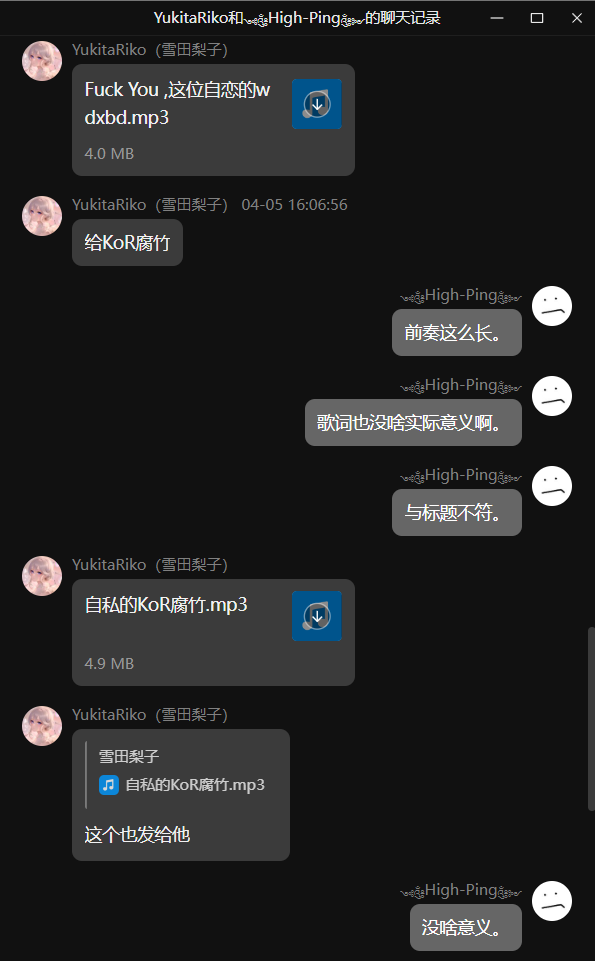 YukitaRiko和࿐High-Ping࿐的聊天记录
YukitaRiko（雪田梨子）
Fuck You ,这位自恋的w
dxbd.mp3
4.0 MB
YukitaRiko（雪田梨子） 04-05 16:06:56
给KoR腐竹
࿐High-Ping࿐
前奏这么长。
࿐High-Ping࿐
歌词也没啥实际意义啊。
࿐High-Ping࿐
与标题不符。
YukitaRiko（雪田梨子）
自私的KoR腐竹.mp3
4.9 MB
YukitaRiko（雪田梨子）
雪田梨子
自私的KoR腐竹.mp3
这个也发给他
࿐High-Ping࿐
没啥意义。